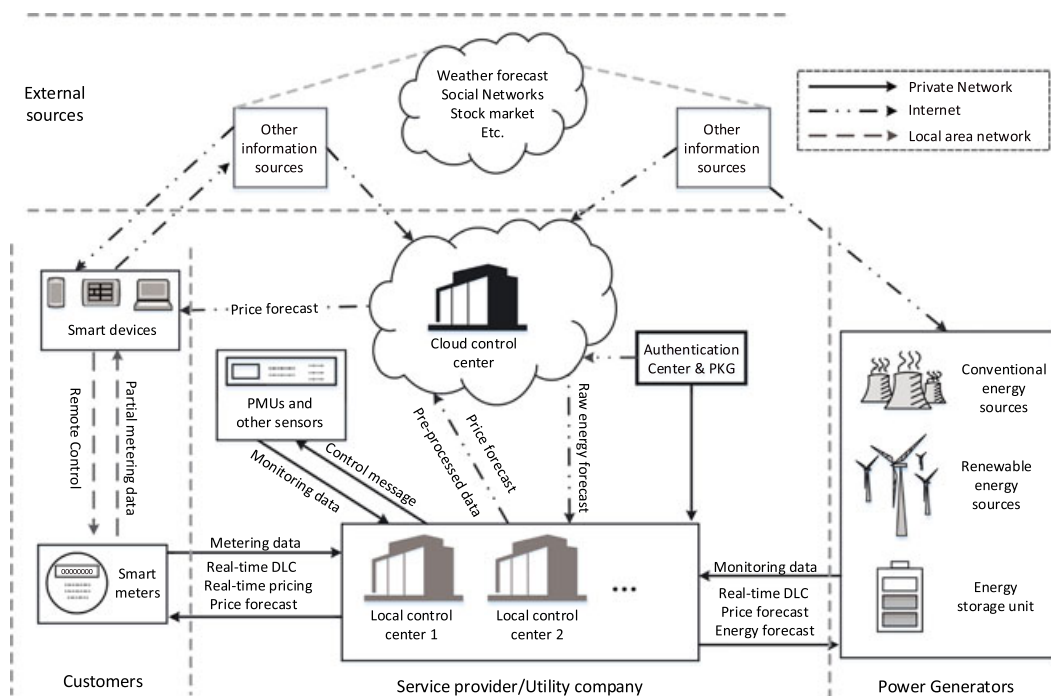 External
sources
Weather forecast
Social Networks
Stock market
Etc.
Other
information
sources
Other
information
sources
Private Network
Internet
Local area network
Smart devices
Price forecast
Cloud control
center
Authentication
Center & PKG
PMUs and
other sensors
Remote Control
Partial metering data
Monitoring data
Control message
Pre-processed data
Price forecast
Raw energy forecast
Conventional
energy
sources
Renewable
energy
sources
Energy
storage unit
00000000
Smart
meters
Metering data
Real-time DLC
Real-time pricing
Price forecast
Local control
center 1
Local control
center 2
...
Monitoring data
Real-time DLC
Price forecast
Energy forecast
Customers
Service provider/Utility company
Power Generators